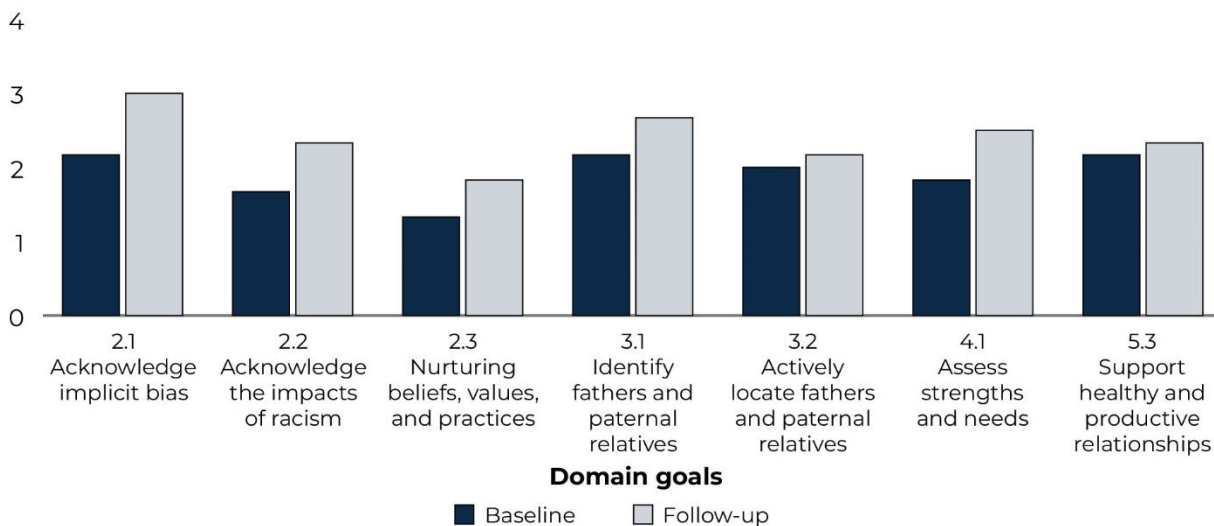 4
3
2
1
0
2.1 2.2 2.3 3.1 3.2 4.1 5.3
Acknowledge Acknowledge Nurturing Identify Actively Assess Support
implicit bias the impacts beliefs, values, fathers and locate fathers strengths healthy and
of racism and practices paternal and paternal and needs productive
relatives relatives relationships
Domain goals
Baseline Follow-up